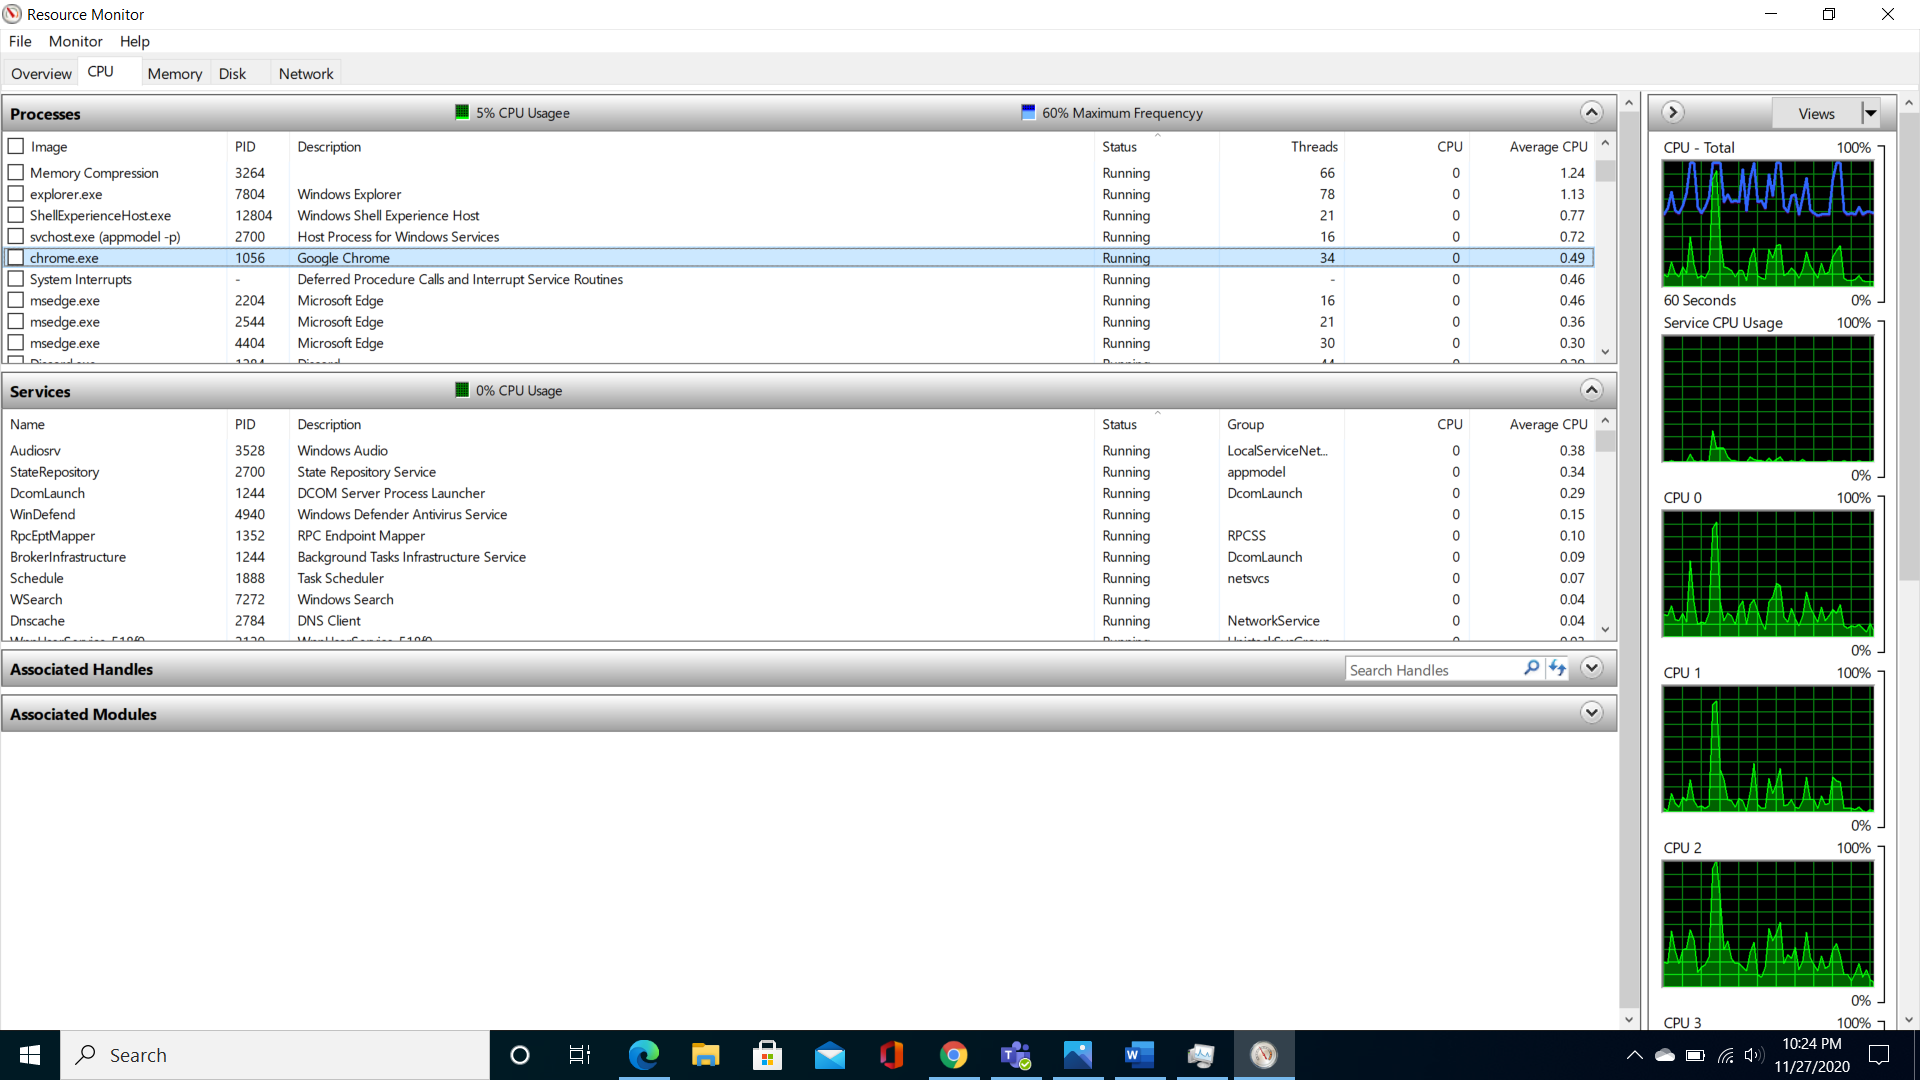 Resource Monitor
File Monitor Help
Overview CPU Memory Disk Network
Processes 5% CPU Usagee 60% Maximum Frequencyy
Image PID Description Status Threads CPU Average CPU
Memory Compression 3264 Running 66 0 1.24
explorer.exe 7804 Windows Explorer Running 78 0 1.13
ShellExperienceHost.exe 12804 Windows Shell Experience Host Running 21 0 0.77
svchost.exe (appmodel -p) 2700 Host Process for Windows Services Running 16 0 0.72
chrome.exe 1056 Google Chrome Running 34 0 0.49
System Interrupts - Deferred Procedure Calls and Interrupt Service Routines Running - 0 0.46
msedge.exe 2204 Microsoft Edge Running 16 0 0.46
msedge.exe 2544 Microsoft Edge Running 21 0 0.36
msedge.exe 4404 Microsoft Edge Running 30 0 0.30
Services 0% CPU Usage
Name PID Description Status Group CPU Average CPU
Audiosrv 3528 Windows Audio Running LocalServiceNet... 0 0.38
StateRepository 2700 State Repository Service Running appmodel 0 0.34
DcomLaunch 1244 DCOM Server Process Launcher Running DcomLaunch 0 0.29
WinDefend 4940 Windows Defender Antivirus Service Running 0 0.15
RpcEptMapper 1352 RPC Endpoint Mapper Running RPCSS 0 0.10
BrokerInfrastructure 1244 Background Tasks Infrastructure Service Running DcomLaunch 0 0.09
Schedule 1888 Task Scheduler Running netsvcs 0 0.07
WSearch 7272 Windows Search Running 0 0.04
Dnscache 2784 DNS Client Running NetworkService 0 0.04
Associated Handles Search Handles
Associated Modules
Views
CPU - Total 100%
60 Seconds 0%
Service CPU Usage 100%
0%
CPU 0 100%
0%
CPU 1 100%
0%
CPU 2 100%
0%
CPU 3 100%
Search
10:24 PM
11/27/2020